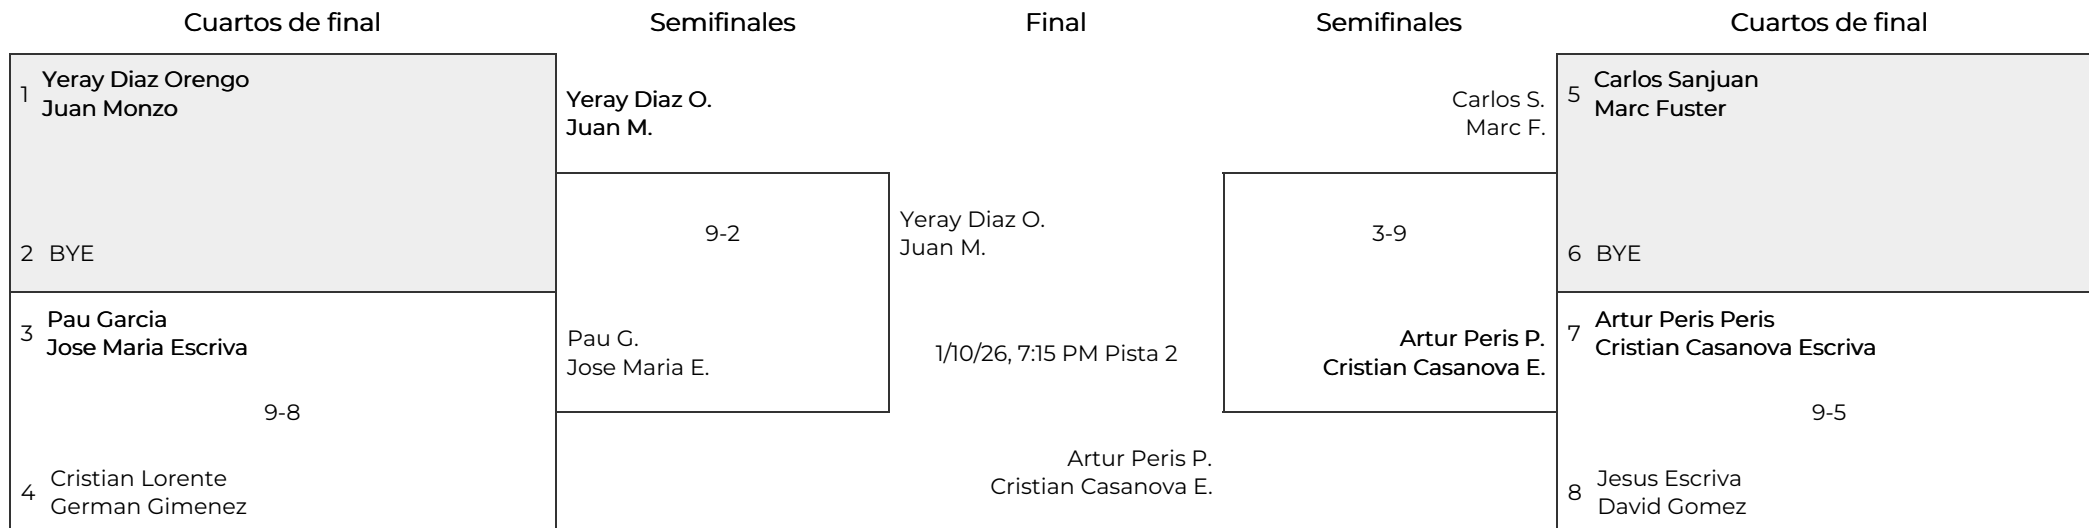 Cuartos de final
Semifinales
Final
Semifinales
Cuartos de final
1
Yeray Diaz Orengo
Juan Monzo
2 BYE
3
Pau Garcia
Jose Maria Escriva
9-8
4
Cristian Lorente
German Gimenez
Yeray Diaz O.
Juan M.
9-2
Pau G.
Jose Maria E.
Yeray Diaz O.
Juan M.
1/10/26, 7:15 PM Pista 2
Artur Peris P.
Cristian Casanova E.
Carlos S.
Marc F.
3-9
Artur Peris P.
Cristian Casanova E.
5
Carlos Sanjuan
Marc Fuster
6 BYE
7
Artur Peris Peris
Cristian Casanova Escriva
9-5
8
Jesus Escriva
David Gomez